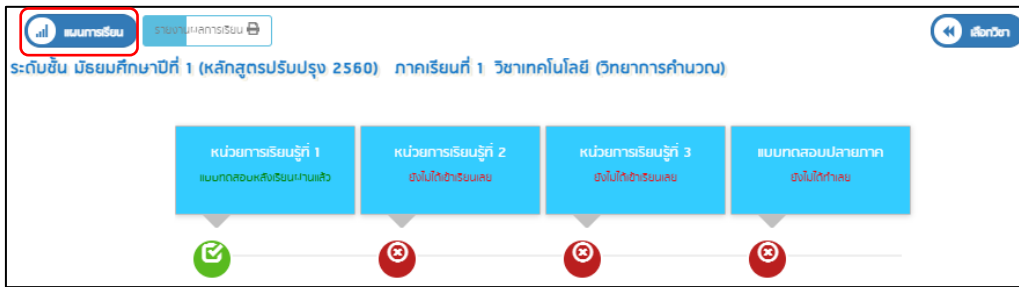 แผนการเรียน
รายงานผลการเรียน
เลือกวิชา
ระดับชั้น มัธยมศึกษาปีที่ 1 (หลักสูตรปรับปรุง 2560) ภาคเรียนที่ 1 วิชาเทคโนโลยี (วิทยาการคำนวณ)
หน่วยการเรียนรู้ที่ 1
แบบทดสอบหลังเรียนผ่านแล้ว
หน่วยการเรียนรู้ที่ 2
ยังไม่ได้เข้าเรียนเลย
หน่วยการเรียนรู้ที่ 3
ยังไม่ได้เข้าเรียนเลย
แบบทดสอบปลายภาค
ยังไม่ได้ทำเลย